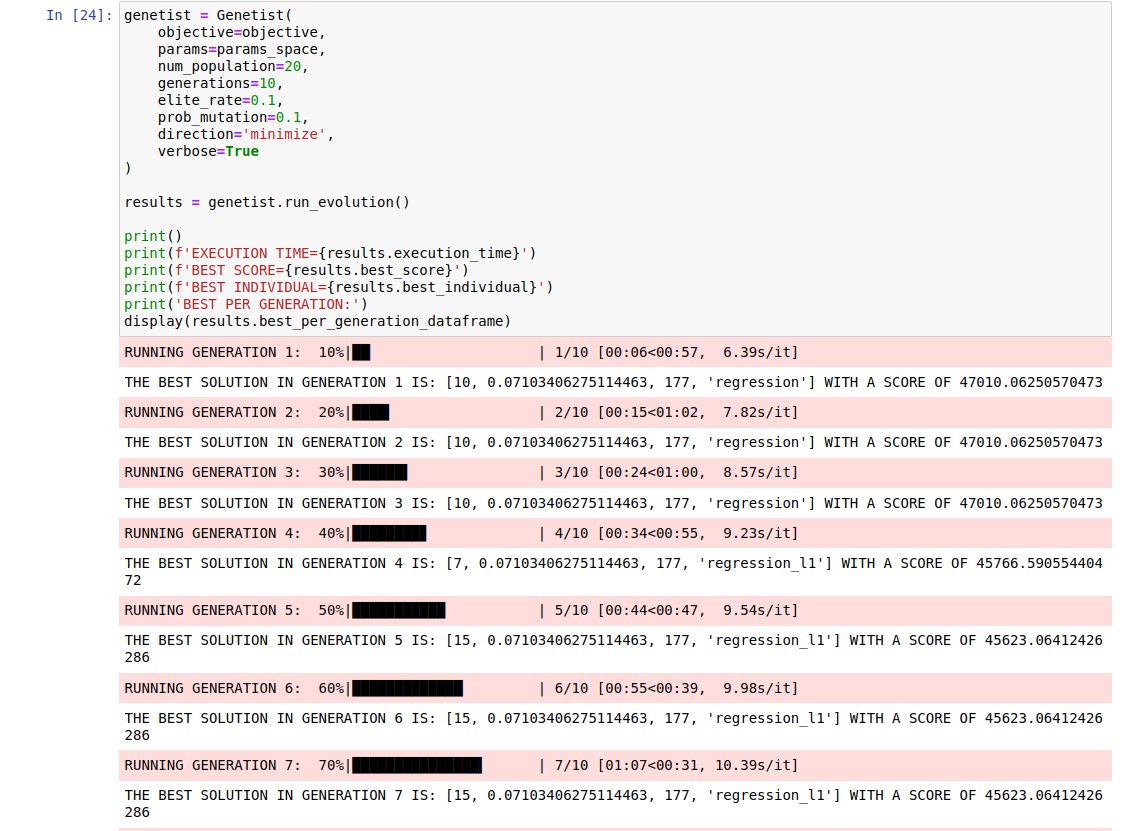 In [24]: genetist = Genetist(
    objective=objective,
    params=params_space,
    num_population=20,
    generations=10,
    elite_rate=0.1,
    prob_mutation=0.1,
    direction='minimize',
    verbose=True
)

results = genetist.run_evolution()

print()
print(f'EXECUTION TIME={results.execution_time}')
print(f'BEST SCORE={results.best_score}')
print(f'BEST INDIVIDUAL={results.best_individual}')
print('BEST PER GENERATION:')
display(results.best_per_generation_dataframe)
RUNNING GENERATION 1:  10%|██        | 1/10 [00:06<00:57,  6.39s/it]
THE BEST SOLUTION IN GENERATION 1 IS: [10, 0.07103406275114463, 177, 'regression'] WITH A SCORE OF 47010.06250570473
RUNNING GENERATION 2:  20%|████      | 2/10 [00:15<01:02,  7.82s/it]
THE BEST SOLUTION IN GENERATION 2 IS: [10, 0.07103406275114463, 177, 'regression'] WITH A SCORE OF 47010.06250570473
RUNNING GENERATION 3:  30%|██████    | 3/10 [00:24<01:00,  8.57s/it]
THE BEST SOLUTION IN GENERATION 3 IS: [10, 0.07103406275114463, 177, 'regression'] WITH A SCORE OF 47010.06250570473
RUNNING GENERATION 4:  40%|█████████          | 4/10 [00:34<00:55,  9.23s/it]
THE BEST SOLUTION IN GENERATION 4 IS: [7, 0.07103406275114463, 177, 'regression_l1'] WITH A SCORE OF 45766.590554404
72
RUNNING GENERATION 5:  50%|███████████        | 5/10 [00:44<00:47,  9.54s/it]
THE BEST SOLUTION IN GENERATION 5 IS: [15, 0.07103406275114463, 177, 'regression_l1'] WITH A SCORE OF 45623.06412426
286
RUNNING GENERATION 6:  60%|█████████████      | 6/10 [00:55<00:39,  9.98s/it]
THE BEST SOLUTION IN GENERATION 6 IS: [15, 0.07103406275114463, 177, 'regression_l1'] WITH A SCORE OF 45623.06412426
286
RUNNING GENERATION 7:  70%|███████████████    | 7/10 [01:07<00:31, 10.39s/it]
THE BEST SOLUTION IN GENERATION 7 IS: [15, 0.07103406275114463, 177, 'regression_l1'] WITH A SCORE OF 45623.06412426
286